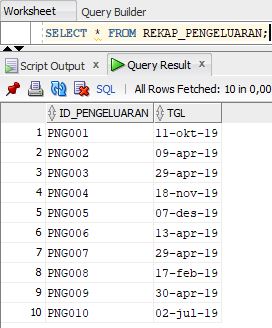 Worksheet Query Builder
SELECT * FROM REKAP_PENGELUARAN;
Script Output × Query Result ×
SQL | All Rows Fetched: 10 in 0,00
ID_PENGELUARAN TGL
1 PNG001 11-okt-19
2 PNG002 09-apr-19
3 PNG003 29-apr-19
4 PNG004 18-nov-19
5 PNG005 07-des-19
6 PNG006 13-apr-19
7 PNG007 29-apr-19
8 PNG008 17-feb-19
9 PNG009 30-apr-19
10 PNG010 02-jul-19